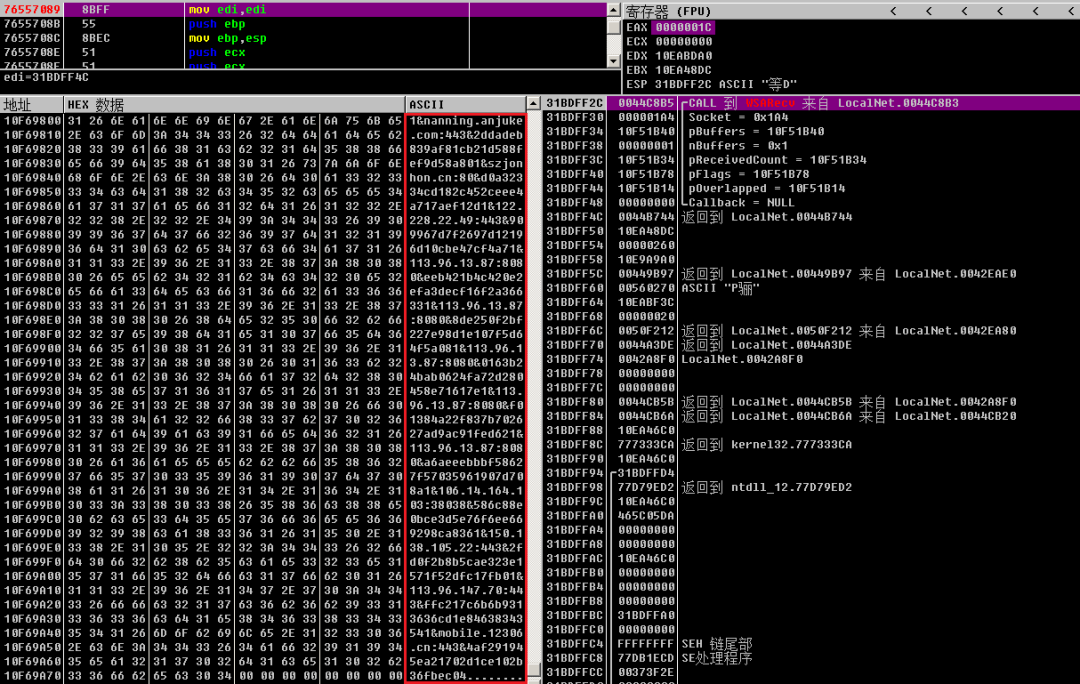 76557089 8BFF mov edi,edi
7655708B 55 push ebp
7655708C 8BEC mov ebp,esp
7655708E 51 push ecx
7655708F 51 push ecx
edi=31BDFF4C
寄存器 (FPU) < < < < < <
EAX 0000001C
ECX 00000000
EDX 10EABDA0
EBX 10EA48DC
ESP 31BDFF2C ASCII "等D"
地址 HEX 数据 ASCII
10F69800 31 26 6E 61 6E 6E 69 6E 67 2E 61 6E 6A 75 6B 65 1&nanning.anjuke
10F69810 2E 63 6F 6D 3A 34 34 33 26 32 64 64 61 64 65 62 .com:443&2ddadeb
10F69820 38 33 39 61 66 38 31 63 62 32 31 64 35 38 38 66 839af81cb21d588f
10F69830 65 66 39 64 35 38 61 38 30 31 26 73 7A 6A 6F 6E ef9d58a801&szjon
10F69840 68 6F 6E 2E 63 6E 3A 38 30 26 64 30 61 33 32 33 hon.cn:80&d0a323
10F69850 33 34 63 64 31 38 32 63 34 35 32 63 65 65 65 34 34cd182c452ceee4
10F69860 61 37 31 37 61 65 66 31 32 64 31 26 31 32 32 2E a717aef12d1&122.
10F69870 32 32 38 2E 32 32 2E 34 39 3A 34 34 33 26 39 30 228.22.49:443&90
10F69880 39 39 36 37 64 37 66 32 36 39 37 64 31 32 31 39 9967d7f2697d1219
10F69890 36 64 31 30 63 62 65 34 37 63 66 34 61 37 31 26 6d10cbe47cf4a71&
10F698A0 31 31 33 2E 39 36 2E 31 33 2E 38 37 3A 38 30 38 113.96.13.87:808
10F698B0 30 26 65 65 62 34 32 31 62 34 63 34 32 30 65 32 0&eeb421b4c420e2
10F698C0 65 66 61 33 64 65 63 66 31 36 66 32 61 33 36 36 efa3decf16f2a366
10F698D0 33 33 31 26 31 31 33 2E 39 36 2E 31 33 2E 38 37 331&113.96.13.87
10F698E0 3A 38 30 38 30 26 38 64 65 32 35 30 66 32 62 66 :8080&8de250f2bf
10F698F0 32 32 37 65 39 38 64 31 65 31 30 37 66 35 64 36 227e98d1e107f5d6
10F69900 34 66 35 61 30 38 31 26 31 31 33 2E 39 36 2E 31 4f5a081&113.96.1
10F69910 33 2E 38 37 3A 38 30 38 30 26 30 31 36 33 62 32 3.87:8080&0163b2
10F69920 34 62 61 62 30 36 32 34 66 61 37 32 64 32 38 30 4bab0624fa72d280
10F69930 34 35 38 65 37 31 36 31 37 65 31 26 31 31 33 2E 458e71617e1&113.
10F69940 39 36 2E 31 33 2E 38 37 3A 38 30 38 30 26 66 30 96.13.87:8080&f0
10F69950 31 33 38 34 61 32 32 66 38 33 37 62 37 30 32 36 1384a22f837b7026
10F69960 32 37 61 64 39 61 63 39 31 66 65 64 36 32 31 26 27ad9ac91fed621&
10F69970 31 31 33 2E 39 36 2E 31 33 2E 38 37 3A 38 30 38 113.96.13.87:808
10F69980 30 26 61 36 61 65 65 65 62 62 62 66 35 38 36 32 0&a6aeeebbbf5862
10F69990 37 66 35 37 30 33 35 39 36 31 39 30 37 64 37 30 7f57035961907d70
10F699A0 38 61 31 26 31 30 36 2E 31 34 2E 31 36 34 2E 31 8a1&106.14.164.1
10F699B0 30 33 3A 33 38 30 33 38 26 35 38 36 63 38 38 65 03:38038&586c88e
10F699C0 30 62 63 65 33 64 35 65 37 36 66 36 65 65 36 36 0bce3d5e76f6ee66
10F699D0 39 32 39 38 63 61 38 33 36 31 26 31 35 30 2E 31 9298ca8361&150.1
10F699E0 33 38 2E 31 30 35 2E 32 32 3A 34 34 33 26 32 66 38.105.22:443&2f
10F699F0 64 30 66 32 62 38 62 35 63 61 65 33 32 33 65 31 d0f2b8b5cae323e1
10F69A00 35 37 31 66 35 32 64 66 63 31 37 66 62 30 31 26 571f52dfc17fb01&
10F69A10 31 31 33 2E 39 36 2E 31 34 37 2E 37 30 3A 34 34 113.96.147.70:44
10F69A20 33 26 66 66 63 32 31 37 63 36 62 36 62 39 33 31 3&ffc217c6b6b931
10F69A30 33 36 33 36 63 64 31 65 38 34 36 33 38 33 34 33 3636cd1e84638343
10F69A40 35 34 31 26 6D 6F 62 69 6C 65 2E 31 32 33 30 36 541&mobile.12306
10F69A50 2E 63 6E 3A 34 34 33 26 34 61 66 32 39 31 39 34 .cn:443&4af29194
10F69A60 35 65 61 32 31 37 30 32 64 31 63 65 31 30 32 62 5ea21702d1ce102b
10F69A70 33 36 66 62 65 63 30 34 00 00 00 00 00 00 00 00 36fbec04........
31BDFF2C 0044C8B5 CALL 到 WSARecv 来自 LocalNet.0044C8B3
31BDFF30 000001A4 Socket = 0x1A4
31BDFF34 10F51B40 pBuffers = 10F51B40
31BDFF38 00000001 nBuffers = 0x1
31BDFF3C 10F51B34 pReceivedCount = 10F51B34
31BDFF40 10F51B78 pFlags = 10F51B78
31BDFF44 10F51B14 pOverlapped = 10F51B14
31BDFF48 00000000 Callback = NULL
31BDFF4C 0044B744 返回到 LocalNet.0044B744
31BDFF50 10EA48DC
31BDFF54 00000260
31BDFF58 10E9A9A0
31BDFF5C 00449B97 返回到 LocalNet.00449B97 来自 LocalNet.0042EAE0
31BDFF60 00560270 ASCII "P骊"
31BDFF64 10EABF3C
31BDFF68 00000020
31BDFF6C 0050F212 返回到 LocalNet.0050F212 来自 LocalNet.0042EA80
31BDFF70 0044A3DE 返回到 LocalNet.0044A3DE
31BDFF74 0042A8F0 LocalNet.0042A8F0
31BDFF78 00000000
31BDFF7C 00000000
31BDFF80 0044CB5B 返回到 LocalNet.0044CB5B 来自 LocalNet.0042A8F0
31BDFF84 0044CB6A 返回到 LocalNet.0044CB6A 来自 LocalNet.0044CB20
31BDFF88 10EA46C0
31BDFF8C 777333CA 返回到 kernel32.777333CA
31BDFF90 10EA46C0
31BDFF94 31BDFFD4
31BDFF98 77D79ED2 返回到 ntdll_12.77D79ED2
31BDFF9C 10EA46C0
31BDFFA0 465C05DA
31BDFFA4 00000000
31BDFFA8 00000000
31BDFFAC 10EA46C0
31BDFFB0 00000000
31BDFFB4 00000000
31BDFFB8 00000000
31BDFFBC 31BDFFA0
31BDFFC0 00000000
31BDFFC4 FFFFFFFF SEH 链尾部
31BDFFC8 77DB1ECD SE处理程序
31BDFFCC 00373F2E